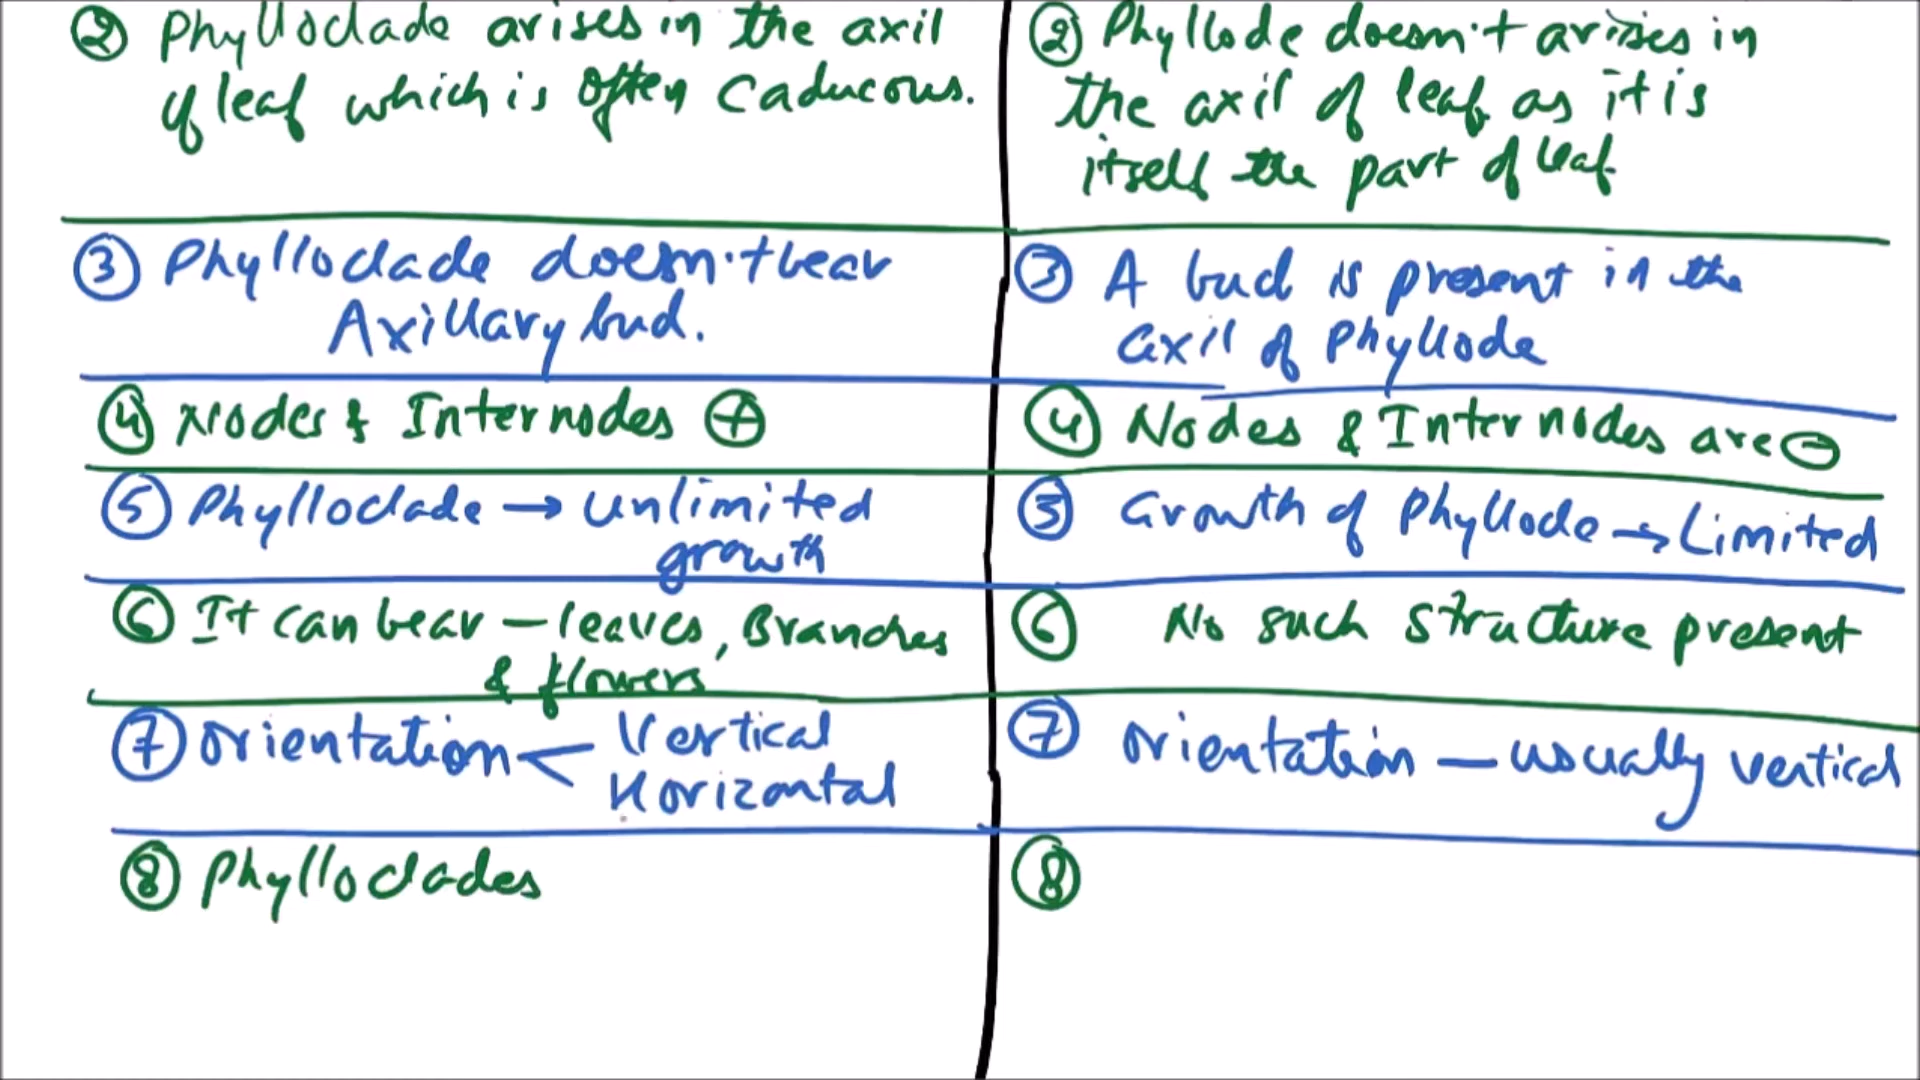 ② Phylloclade arises in the axil
of leaf which is often Caducous.
② Phyllode doesn't arises in
the axil of leaf as it is
itself the part of leaf
③ Phylloclade doesn't bear
Axillary bud.
③ A bud is present in the
axil of Phyllode
④ Nodes & Internodes ⊕
④ Nodes & Internodes are ⊖
⑤ Phylloclade → unlimited
growth
⑤ Growth of Phyllode → Limited
⑥ It can bear – leaves, Branches
& flowers
⑥ No such structure present
⑦ orientation < Vertical
Horizontal
⑦ orientation – usually vertical
⑧ Phylloclades
⑧